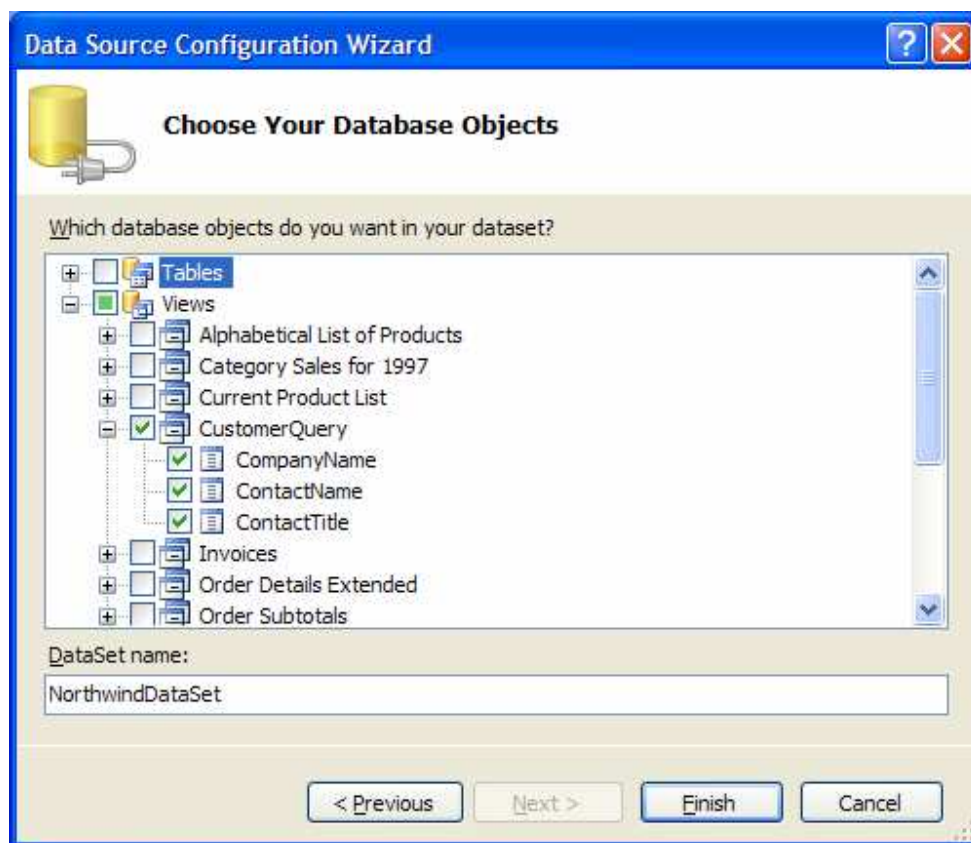 Data Source Configuration Wizard
Choose Your Database Objects
Which database objects do you want in your dataset?
Tables
Views
Alphabetical List of Products
Category Sales for 1997
Current Product List
CustomerQuery
CompanyName
ContactName
ContactTitle
Invoices
Order Details Extended
Order Subtotals
DataSet name:
NorthwindDataSet
< Previous Next > Finish Cancel